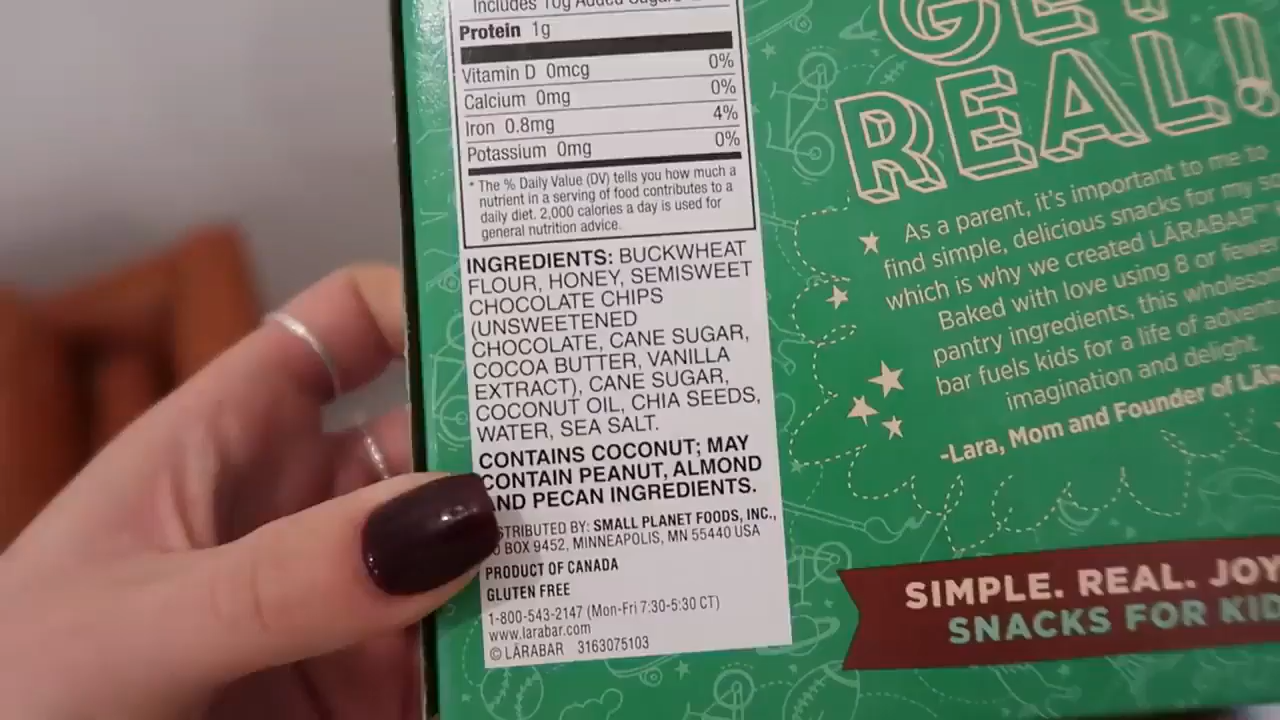 Includes 10g Added Sugars
Protein 1g
Vitamin D 0mcg 0%
Calcium 0mg 0%
Iron 0.8mg 4%
Potassium 0mg 0%
* The % Daily Value (DV) tells you how much a
nutrient in a serving of food contributes to a
daily diet. 2,000 calories a day is used for
general nutrition advice.
INGREDIENTS: BUCKWHEAT
FLOUR, HONEY, SEMISWEET
CHOCOLATE CHIPS
(UNSWEETENED
CHOCOLATE, CANE SUGAR,
COCOA BUTTER, VANILLA
EXTRACT), CANE SUGAR,
COCONUT OIL, CHIA SEEDS,
WATER, SEA SALT.
CONTAINS COCONUT; MAY
CONTAIN PEANUT, ALMOND
AND PECAN INGREDIENTS.
DISTRIBUTED BY: SMALL PLANET FOODS, INC.,
BOX 9452, MINNEAPOLIS, MN 55440 USA
PRODUCT OF CANADA
GLUTEN FREE
1-800-543-2147 (Mon-Fri 7:30-5:30 CT)
www.larabar.com
© LÄRABAR 3163075103
GET
REAL!
As a parent, it's important to me to
find simple, delicious snacks for my
which is why we created LÄRABAR™
Baked with love using 8 or fewer
pantry ingredients, this wholesome
bar fuels kids for a life of adventure
imagination and delight.
-Lara, Mom and Founder of
SIMPLE. REAL. JOY
SNACKS FOR KID